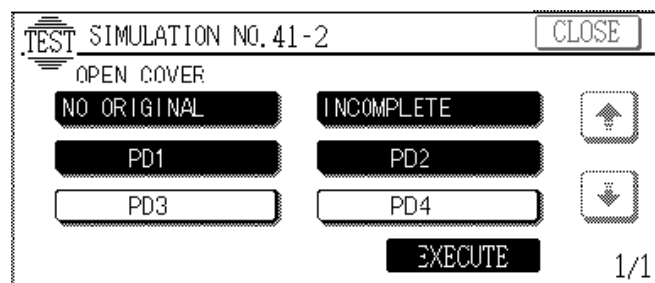 TEST SIMULATION NO.41-2 CLOSE
OPEN COVER
NO ORIGINAL INCOMPLETE
PD1 PD2
PD3 PD4
EXECUTE
1/1